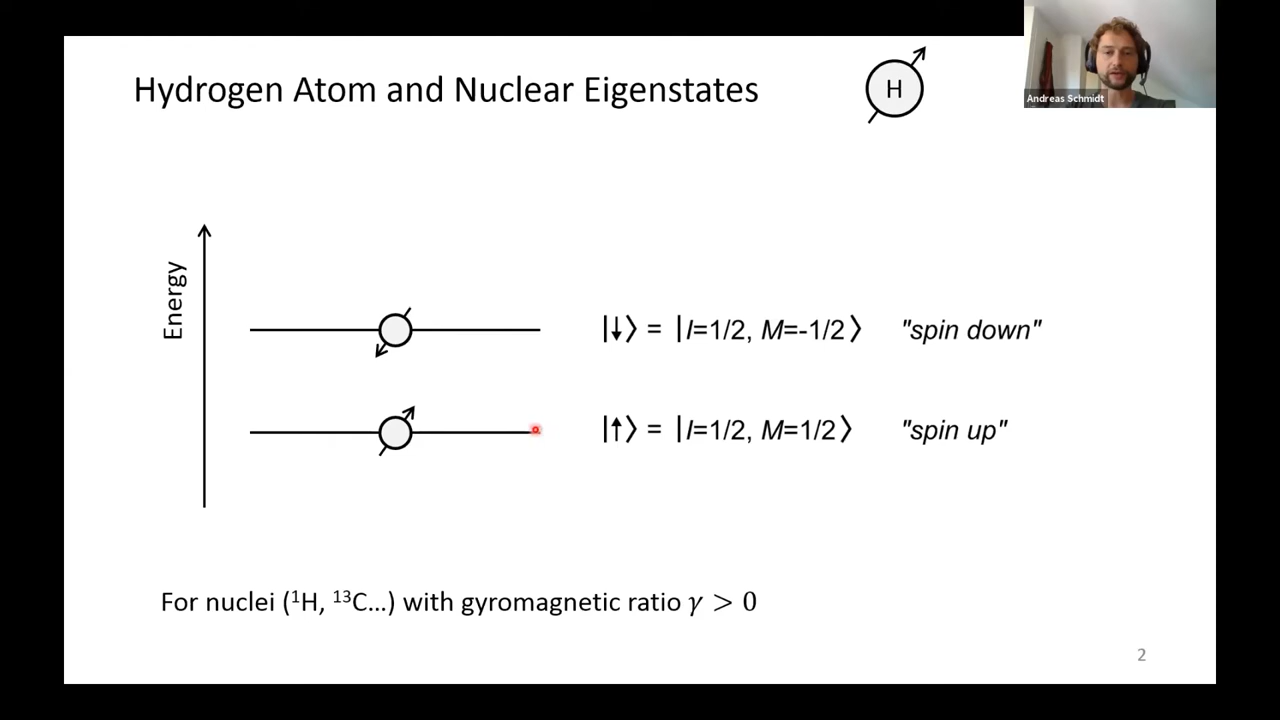 Hydrogen Atom and Nuclear Eigenstates
H
Andreas Schmidt
Energy
|↓⟩ = |I=1/2, M=-1/2⟩ "spin down"
|↑⟩ = |I=1/2, M=1/2⟩ "spin up"
For nuclei (¹H, ¹³C...) with gyromagnetic ratio γ > 0
2